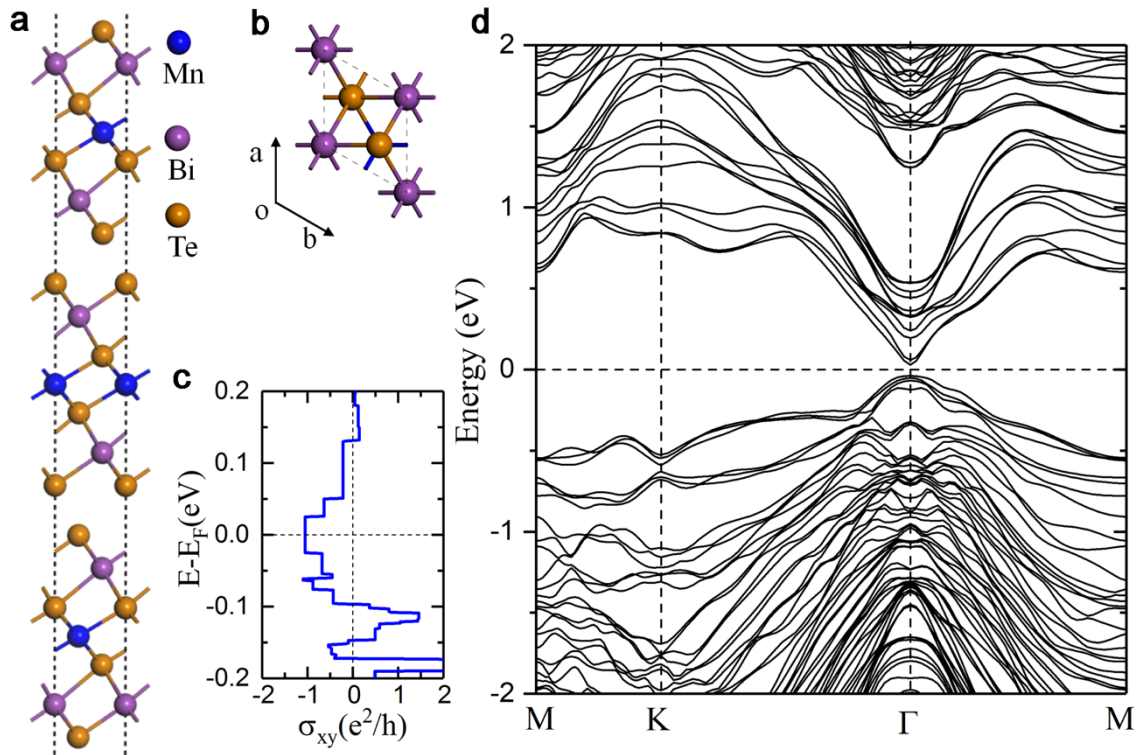 a
Mn
Bi
Te
b
a
o
b
c
0.2
0.1
0.0
-0.1
-0.2
E-E_F(eV)
-2 -1 0 1 2
σ_xy(e²/h)
d
2
1
0
-1
-2
Energy (eV)
M K Γ M